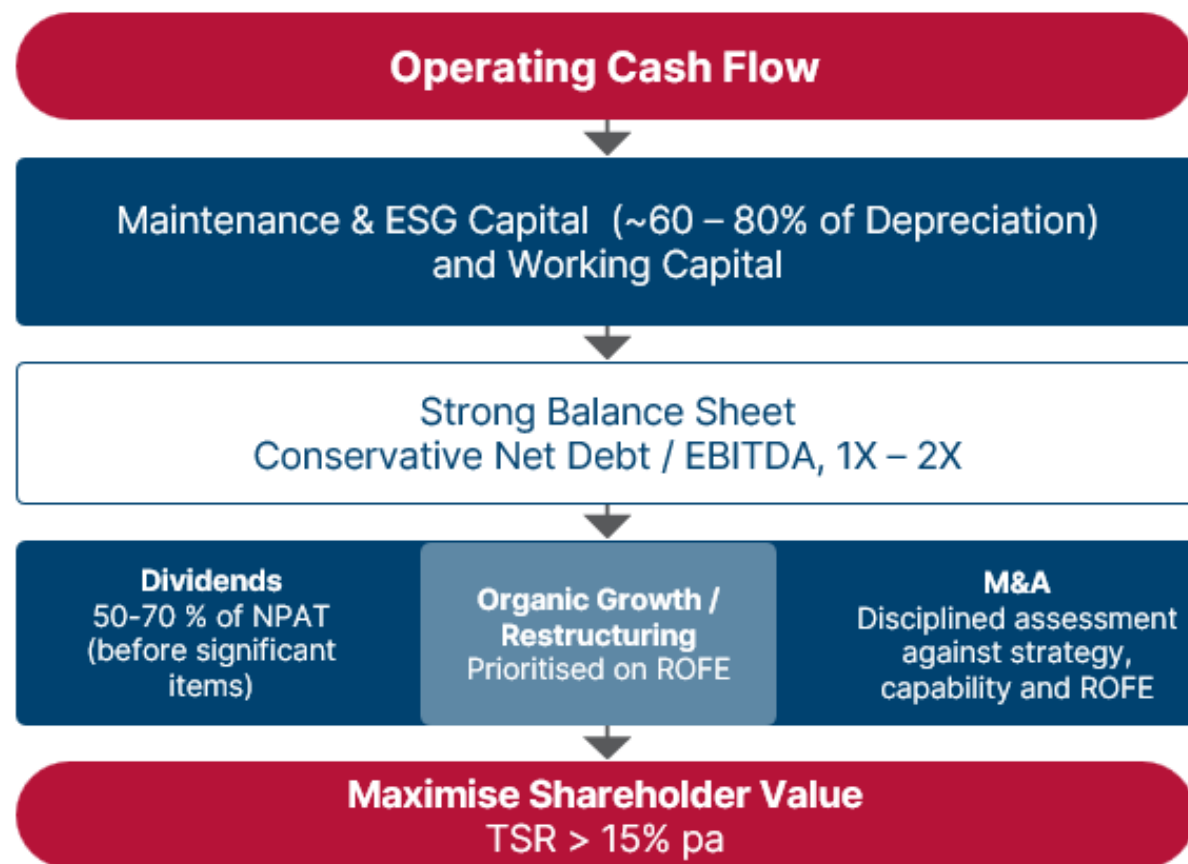 Operating Cash Flow
Maintenance & ESG Capital (~60 – 80% of Depreciation)
and Working Capital
Strong Balance Sheet
Conservative Net Debt / EBITDA, 1X – 2X
Dividends
50-70 % of NPAT
(before significant
items)
Organic Growth /
Restructuring
Prioritised on ROFE
M&A
Disciplined assessment
against strategy,
capability and ROFE
Maximise Shareholder Value
TSR > 15% pa